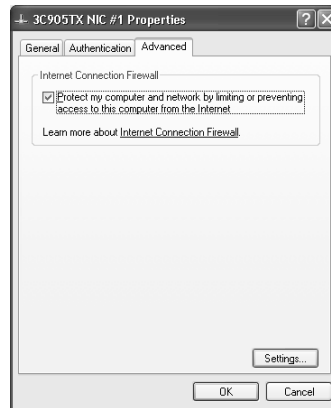 3C905TX NIC #1 Properties
General Authentication Advanced
Internet Connection Firewall
Protect my computer and network by limiting or preventing
access to this computer from the Internet
Learn more about Internet Connection Firewall.
Settings...
OK Cancel